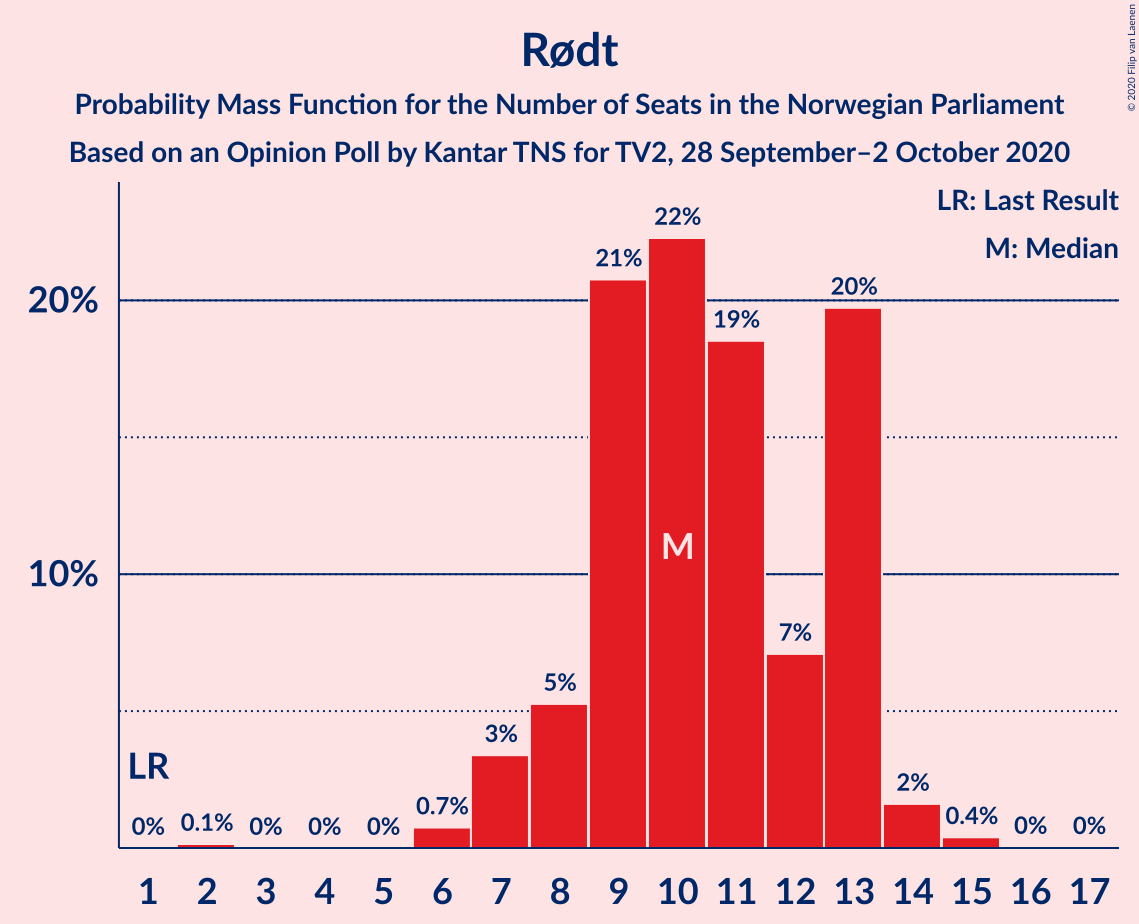 Rødt
Probability Mass Function for the Number of Seats in the Norwegian Parliament
Based on an Opinion Poll by Kantar TNS for TV2, 28 September–2 October 2020
© 2020 Filip van Laenen
LR: Last Result
M: Median
20%
10%
0% 0.1% 0% 0% 0% 0.7% 3% 5% 21% 22% 19% 7% 20% 2% 0.4% 0% 0%
LR
M
1 2 3 4 5 6 7 8 9 10 11 12 13 14 15 16 17